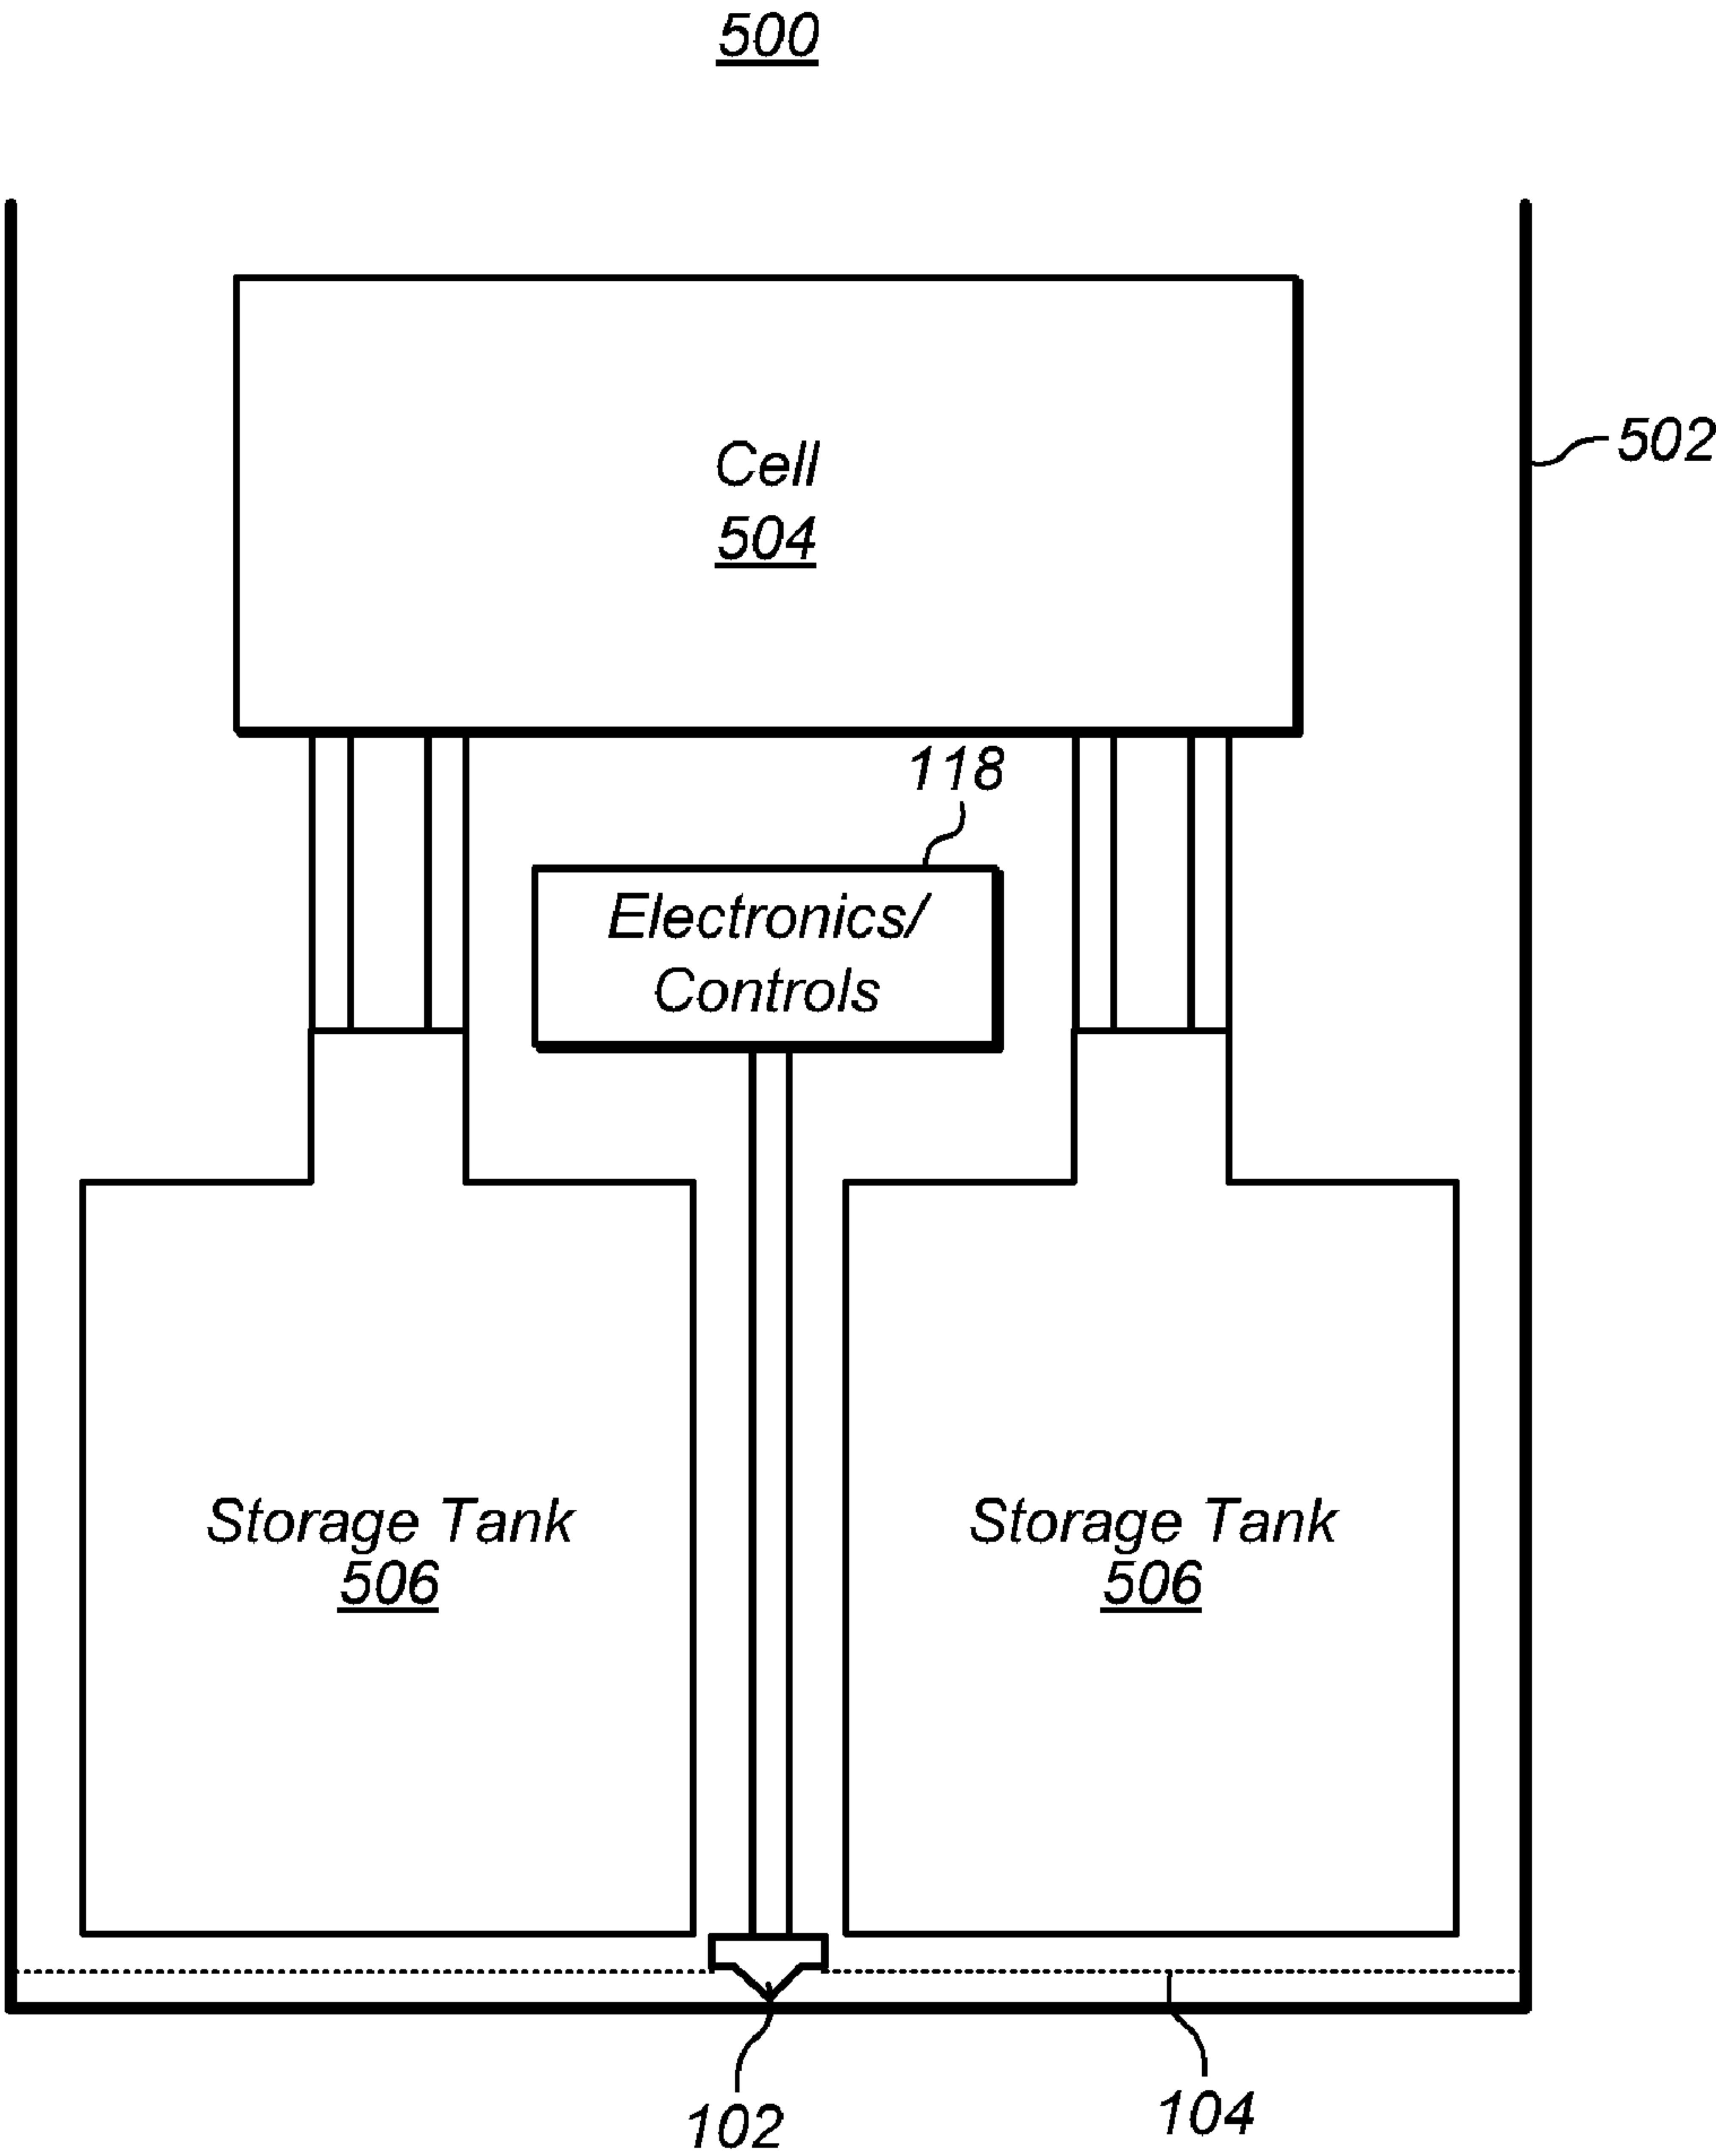 500
502
Cell
504
118
Electronics/
Controls
Storage Tank
506
Storage Tank
506
102
104